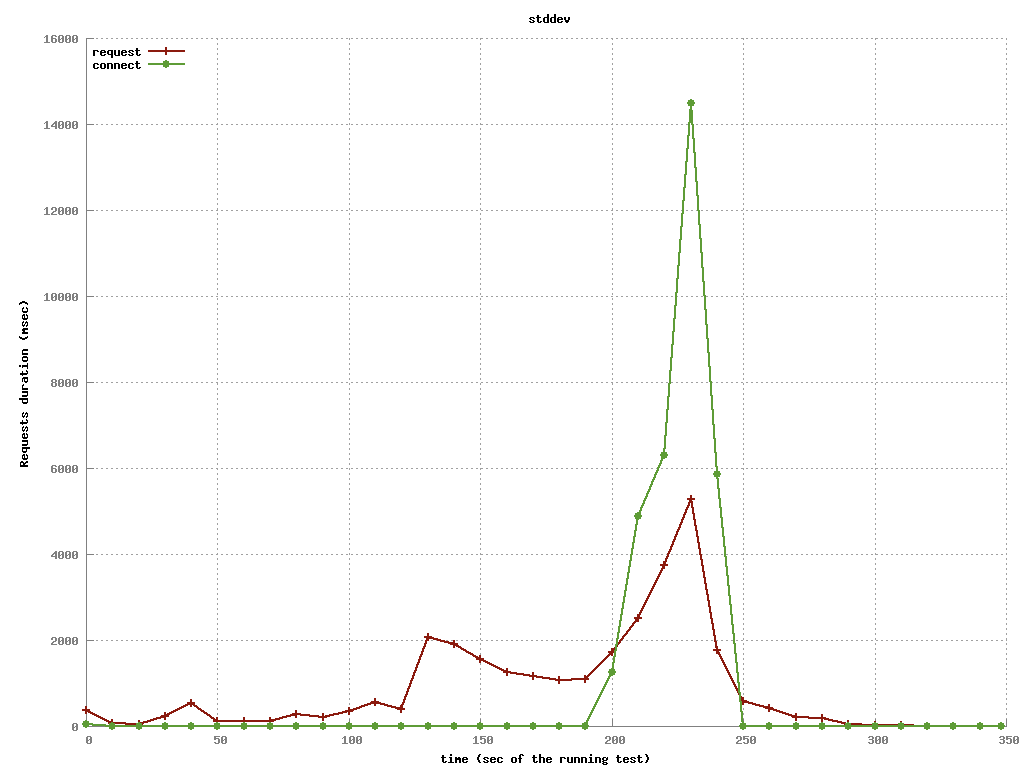 stddev
16000
request
connect
14000
12000
10000
8000
6000
4000
2000
0
Requests duration (msec)
0 50 100 150 200 250 300 350
time (sec of the running test)